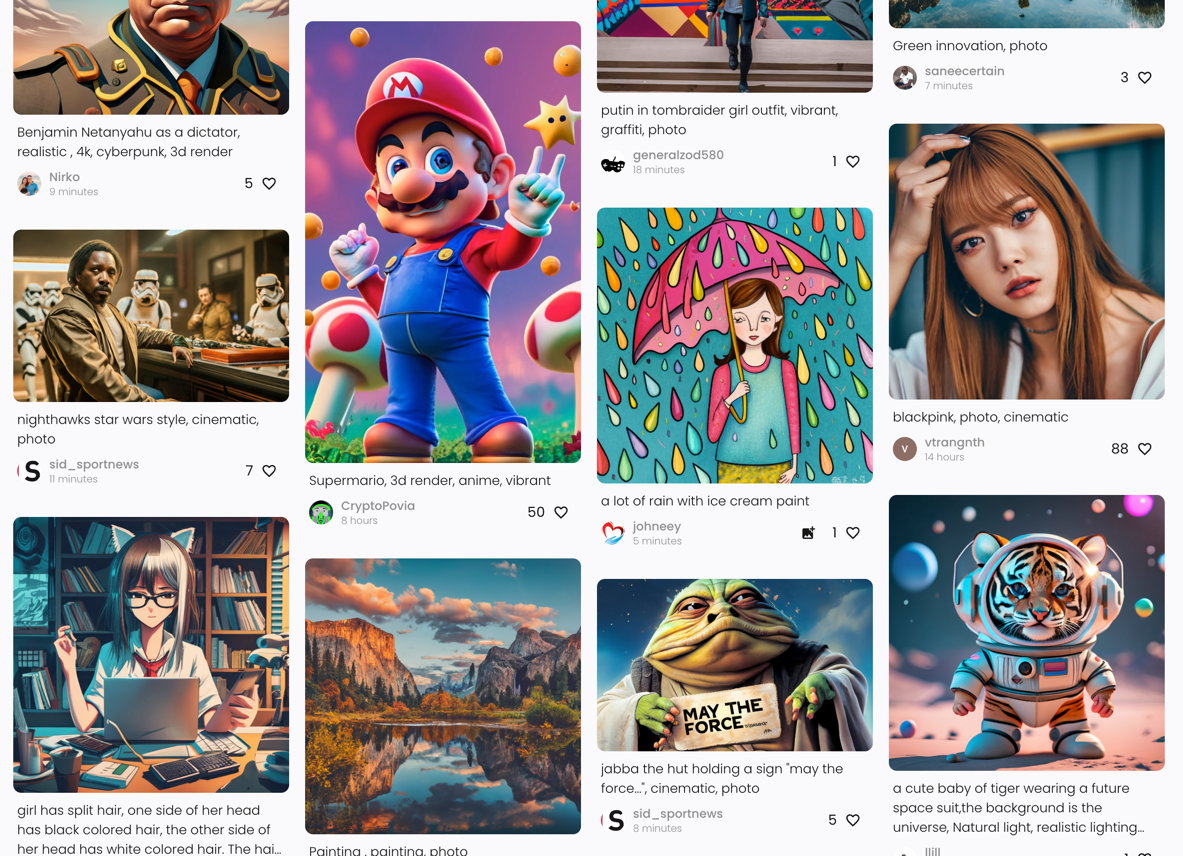 Benjamin Netanyahu as a dictator,
realistic , 4k, cyberpunk, 3d render
Nirko
9 minutes
5
nighthawks star wars style, cinematic,
photo
S
sid_sportnews
11 minutes
7
girl has split hair, one side of her head
has black colored hair, the other side of
her head has white colored hair. The hai...
M
Supermario, 3d render, anime, vibrant
CryptoPovia
8 hours
50
Painting , painting, photo
putin in tombraider girl outfit, vibrant,
graffiti, photo
generalzod580
18 minutes
1
a lot of rain with ice cream paint
johneey
5 minutes
1
MAY THE
FORCE
jabba the hut holding a sign "may the
force...", cinematic, photo
S
sid_sportnews
8 minutes
5
Green innovation, photo
saneecertain
7 minutes
3
blackpink, photo, cinematic
V
vtrangnth
14 hours
88
a cute baby of tiger wearing a future
space suit,the background is the
universe, Natural light, realistic lighting...